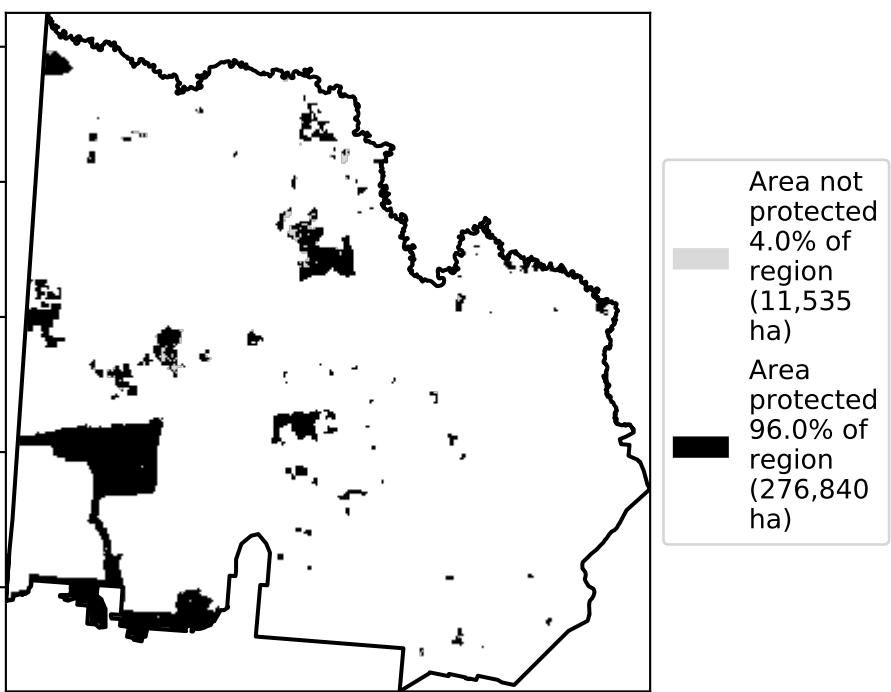 Area not
protected
4.0% of
region
(11,535
ha)
Area
protected
96.0% of
region
(276,840
ha)